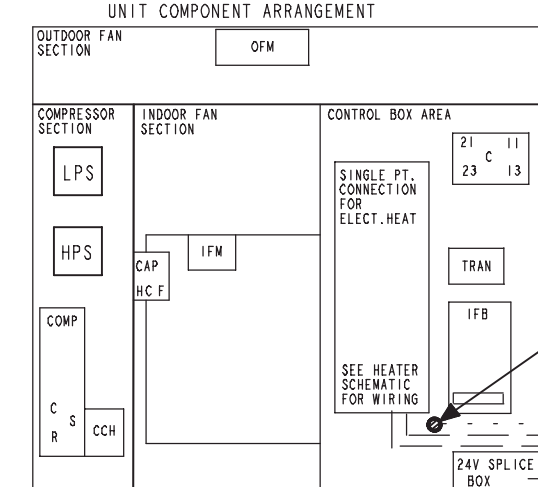 UNIT COMPONENT ARRANGEMENT
OUTDOOR FAN
SECTION
OFM
COMPRESSOR
SECTION
INDOOR FAN
SECTION
CONTROL BOX AREA
LPS
HPS
COMP
C
S
R
CCH
CAP
HC F
IFM
SINGLE PT.
CONNECTION
FOR
ELECT.HEAT
SEE HEATER
SCHEMATIC
FOR WIRING
21 11
C
23 13
TRAN
IFB
24V SPLICE
BOX